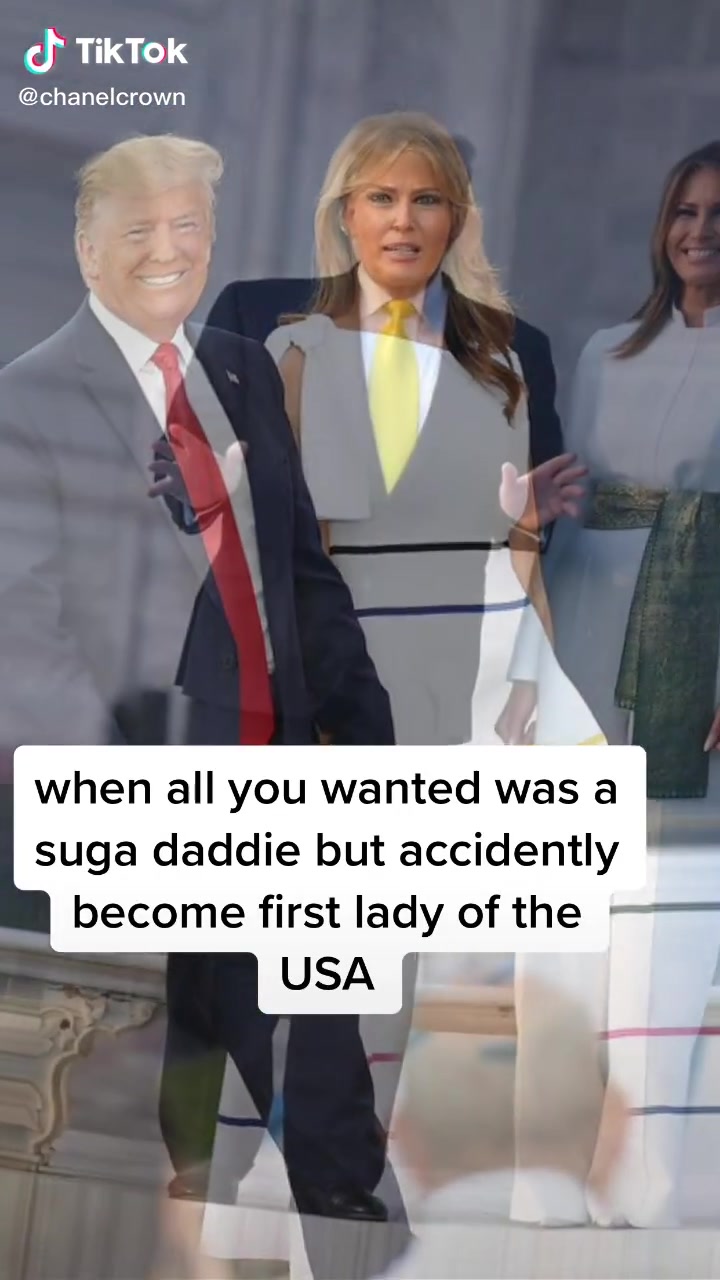 TikTok
@chanelcrown
when all you wanted was a
suga daddie but accidently
become first lady of the
USA